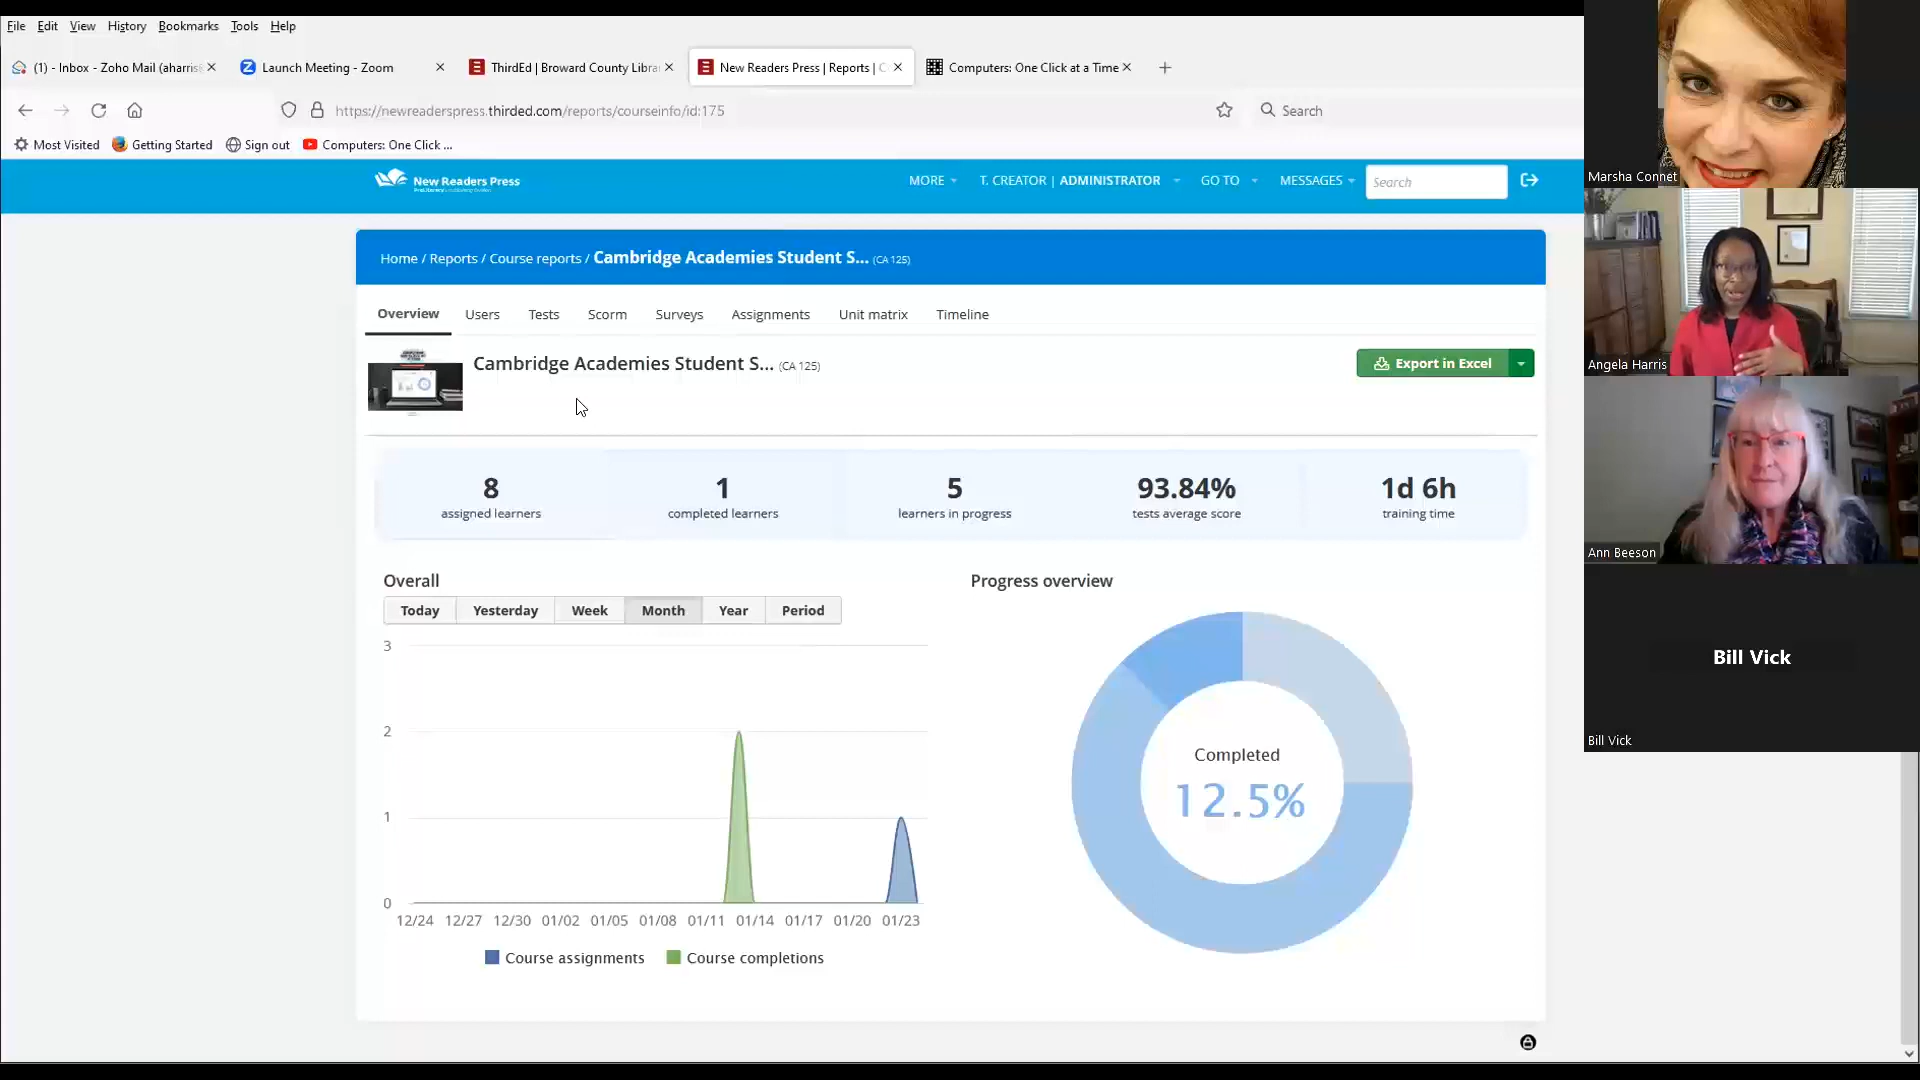 File Edit View History Bookmarks Tools Help
(1) - Inbox - Zoho Mail (aharris
Launch Meeting - Zoom
ThirdEd | Broward County Libra
New Readers Press | Reports | C
Computers: One Click at a Time
https://newreaderspress.thirded.com/reports/courseinfo/id:175
Search
Most Visited Getting Started Sign out Computers: One Click ...
New Readers Press
MORE T. CREATOR | ADMINISTRATOR GO TO MESSAGES Search
Home / Reports / Course reports / Cambridge Academies Student S... (CA 125)
Overview Users Tests Scorm Surveys Assignments Unit matrix Timeline
Cambridge Academies Student S... (CA 125)
Export in Excel
8 1 5 93.84% 1d 6h
assigned learners completed learners learners in progress tests average score training time
Overall
Progress overview
Today Yesterday Week Month Year Period
3
2
1
0
12/24 12/27 12/30 01/02 01/05 01/08 01/11 01/14 01/17 01/20 01/23
Course assignments Course completions
Completed
12.5%
Marsha Connet
Angela Harris
Ann Beeson
Bill Vick
Bill Vick